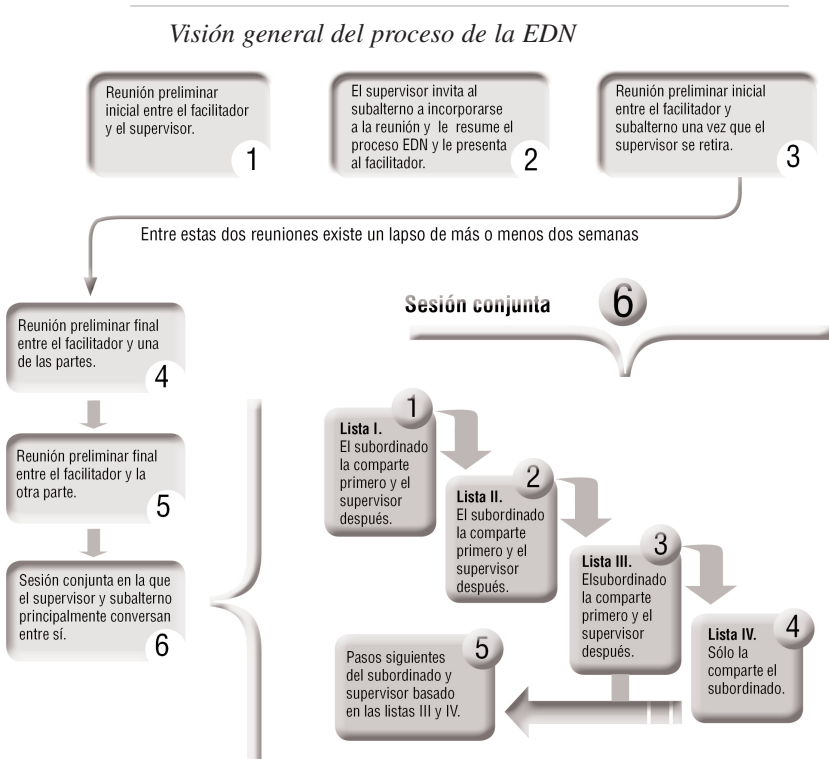 Visión general del proceso de la EDN
Reunión preliminar
inicial entre el facilitador
y el supervisor.
1
El supervisor invita al
subalterno a incorporarse
a la reunión y le resume el
proceso EDN y le presenta
al facilitador.
2
Reunión preliminar inicial
entre el facilitador y
subalterno una vez que el
supervisor se retira.
3
Entre estas dos reuniones existe un lapso de más o menos dos semanas
Reunión preliminar final
entre el facilitador y una
de las partes.
4
Reunión preliminar final
entre el facilitador y la
otra parte.
5
Sesión conjunta en la que
el supervisor y subalterno
principalmente conversan
entre sí.
6
Sesión conjunta 6
1
Lista I.
El subordinado
la comparte
primero y el
supervisor
después.
2
Lista II.
El subordinado
la comparte
primero y el
supervisor
después.
3
Lista III.
Elsubordinado
la comparte
primero y el
supervisor
después.
4
Lista IV.
Sólo la
comparte el
subordinado.
5
Pasos siguientes
del subordinado y
supervisor basado
en las listas III y IV.